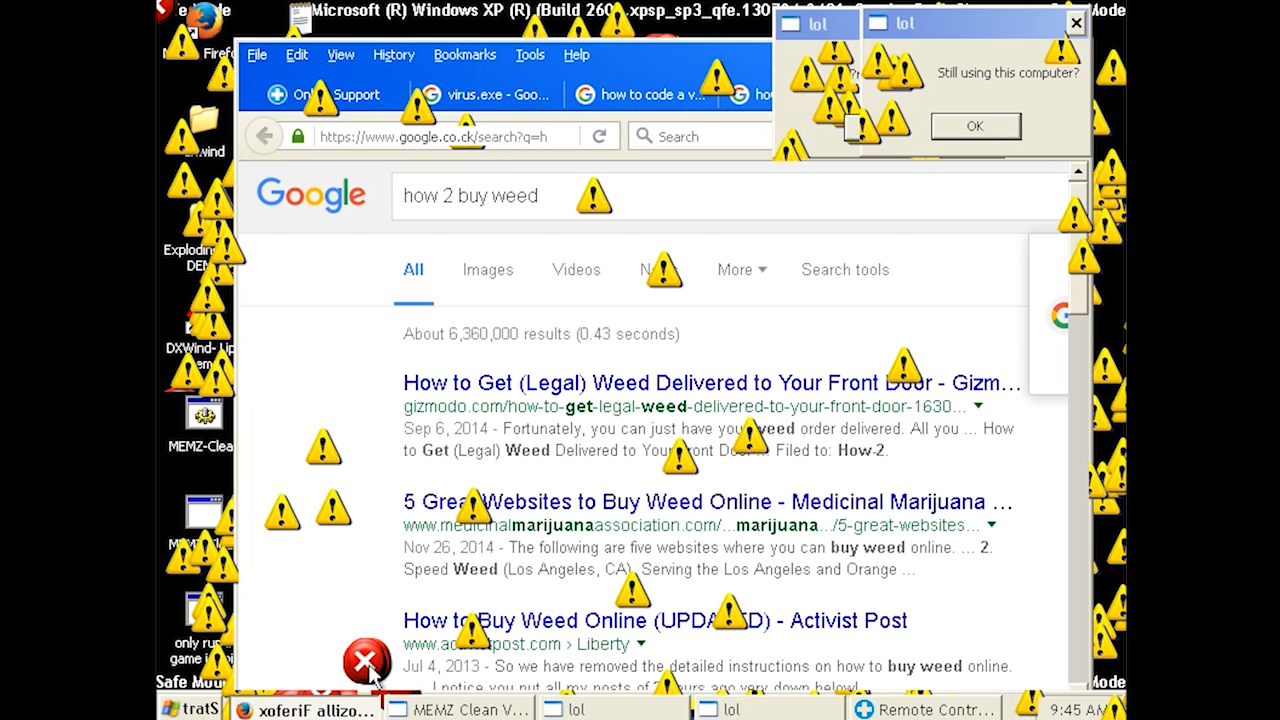 Microsoft (R) Windows XP (R) (Build 260
xpsp_sp3_qfe.130
Mode
lol
lol
Firef
File Edit View History Bookmarks Tools Help
Still using this computer?
Support
virus.exe - Goo...
how to code a v...
OK
https://www.google.co.ck/search?q=h
Search
Google
how 2 buy weed
Exploding
All Images Videos More Search tools
About 6,360,000 results (0.43 seconds)
How to Get (Legal) Weed Delivered to Your Front Door - Gizm...
gizmodo.com/how-to-get-legal-weed-delivered-to-your-front-door-1630...
Sep 6, 2014 - Fortunately, you can just have your weed order delivered. All you ... How
to Get (Legal) Weed Delivered to Your Front Door ... Filed to: How-2.
MEMZ-Clea
5 Great Websites to Buy Weed Online - Medicinal Marijuana ...
www.medicinalmarijuanaassociation.com/...marijuana.../5-great-websites...
Nov 26, 2014 - The following are five websites where you can buy weed online. ... 2.
Speed Weed (Los Angeles, CA). Serving the Los Angeles and Orange ...
How to Buy Weed Online (UPDATED) - Activist Post
www.activistpost.com › Liberty
Jul 4, 2013 - So we have removed the detailed instructions on how to buy weed online.
only ru
game i
Safe Mo
Mode
tratS
xoferiF allizo...
MEMZ Clean V...
lol
lol
Remote Contr...
9:45 AM